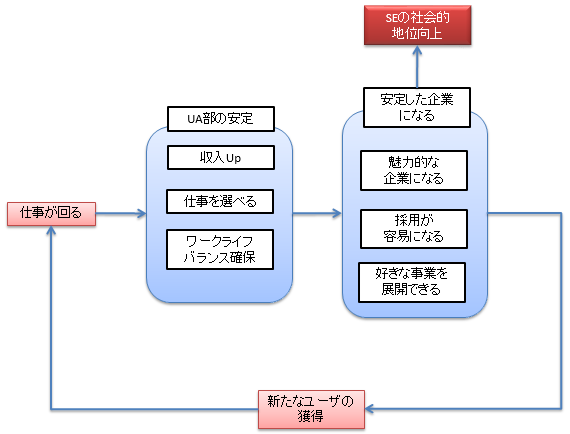 SEの社会的
地位向上
安定した企業
になる
UA部の安定
収入Up
魅力的な
企業になる
仕事を選べる
仕事が回る
採用が
容易になる
ワークライフ
バランス確保
好きな事業を
展開できる
新たなユーザの
獲得